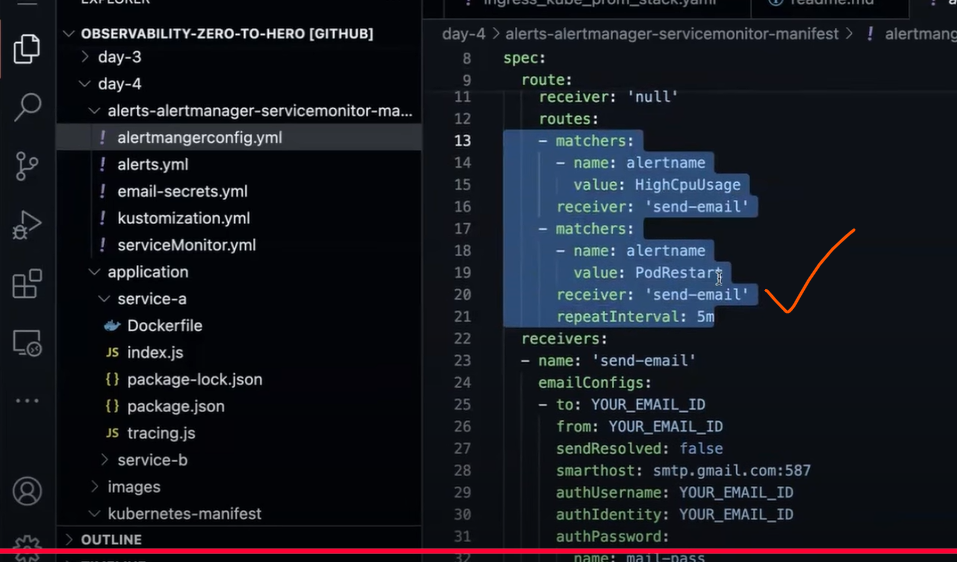 EXPLORER
OBSERVABILITY-ZERO-TO-HERO [GITHUB]
day-3
day-4
alerts-alertmanager-servicemonitor-ma...
! alertmangerconfig.yml
! alerts.yml
! email-secrets.yml
! kustomization.yml
! serviceMonitor.yml
application
service-a
Dockerfile
JS index.js
{} package-lock.json
{} package.json
JS tracing.js
service-b
images
kubernetes-manifest
OUTLINE
! ingress_kube_prom_stack.yaml
readme.md
day-4 > alerts-alertmanager-servicemonitor-manifest > ! alertmang
8 spec:
9 route:
11 receiver: 'null'
12 routes:
13 - matchers:
14 - name: alertname
15 value: HighCpuUsage
16 receiver: 'send-email'
17 - matchers:
18 - name: alertname
19 value: PodRestart
20 receiver: 'send-email'
21 repeatInterval: 5m
22 receivers:
23 - name: 'send-email'
24 emailConfigs:
25 - to: YOUR_EMAIL_ID
26 from: YOUR_EMAIL_ID
27 sendResolved: false
28 smarthost: smtp.gmail.com:587
29 authUsername: YOUR_EMAIL_ID
30 authIdentity: YOUR_EMAIL_ID
31 authPassword:
32 name: mail-pass